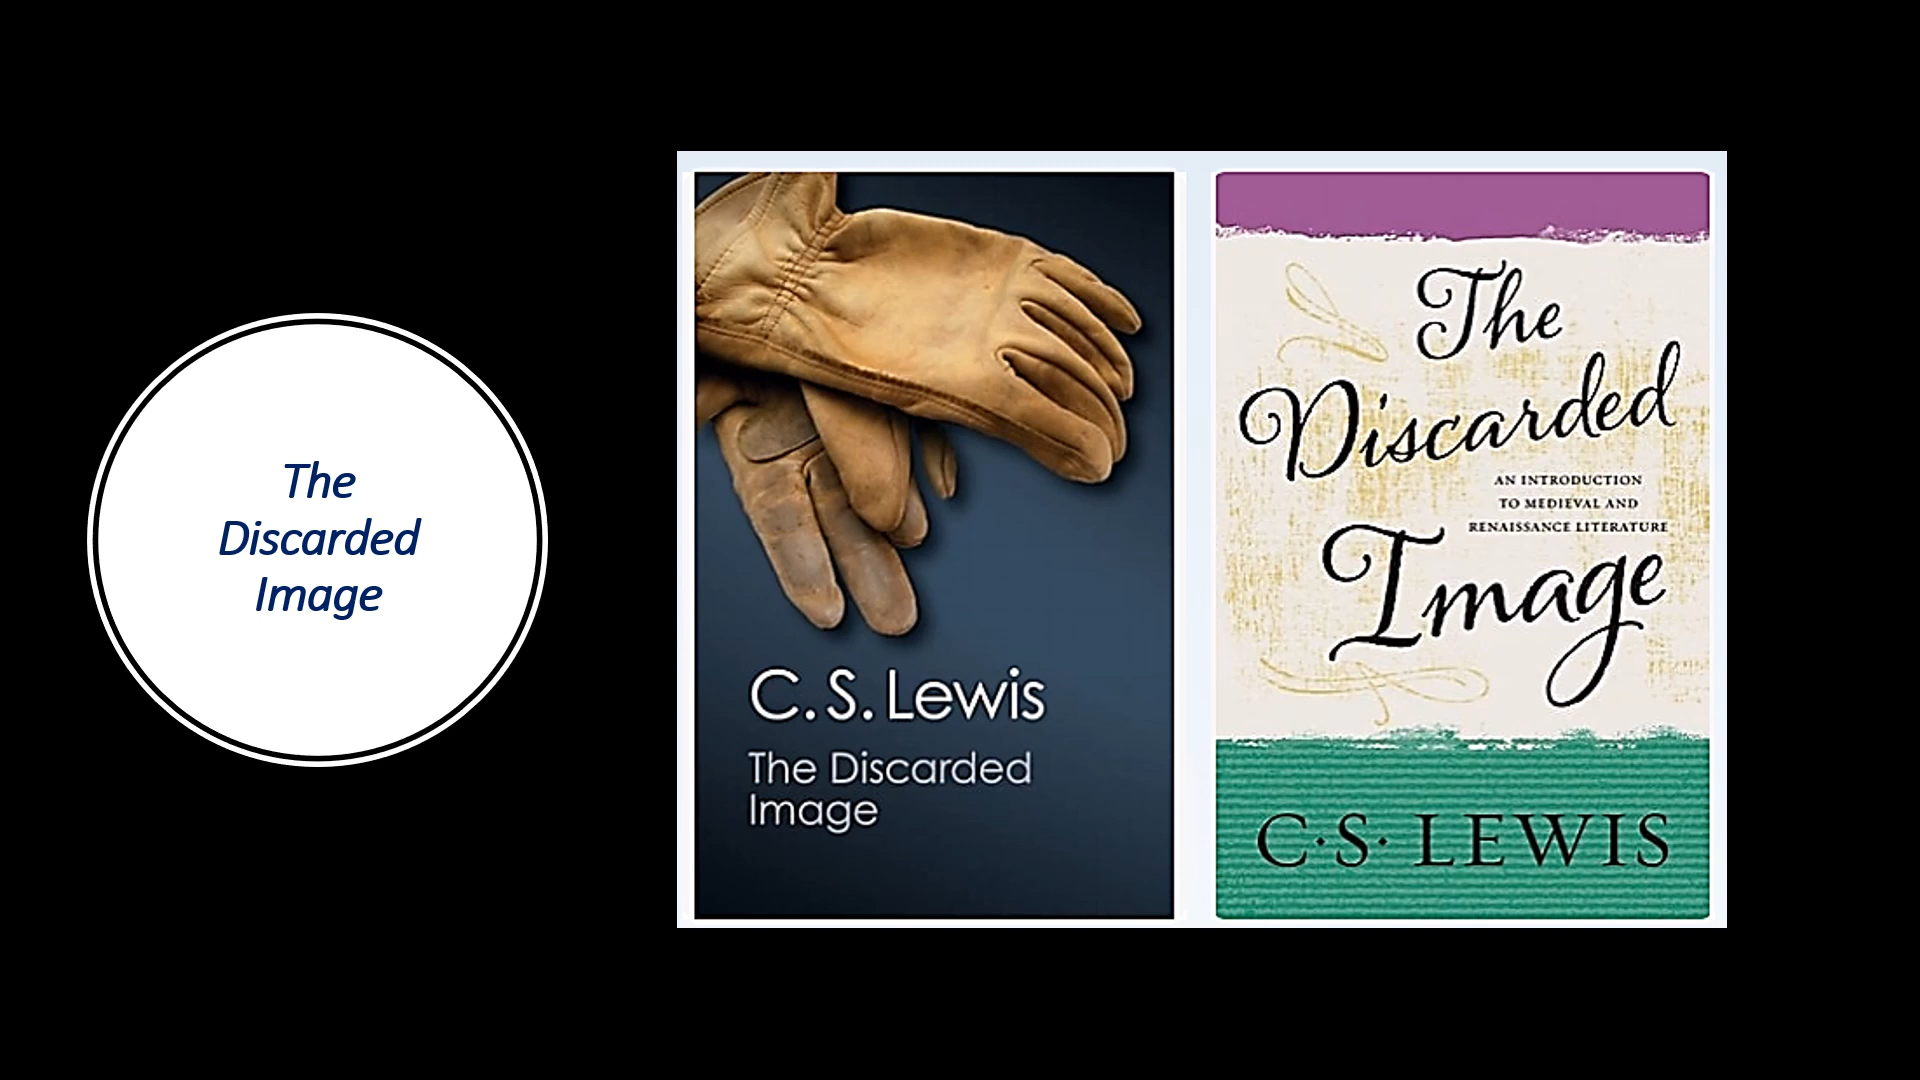 The
Discarded
Image
C. S. Lewis
The Discarded
Image
The
Discarded
AN INTRODUCTION
TO MEDIEVAL AND
RENAISSANCE LITERATURE
Image
C·S· LEWIS